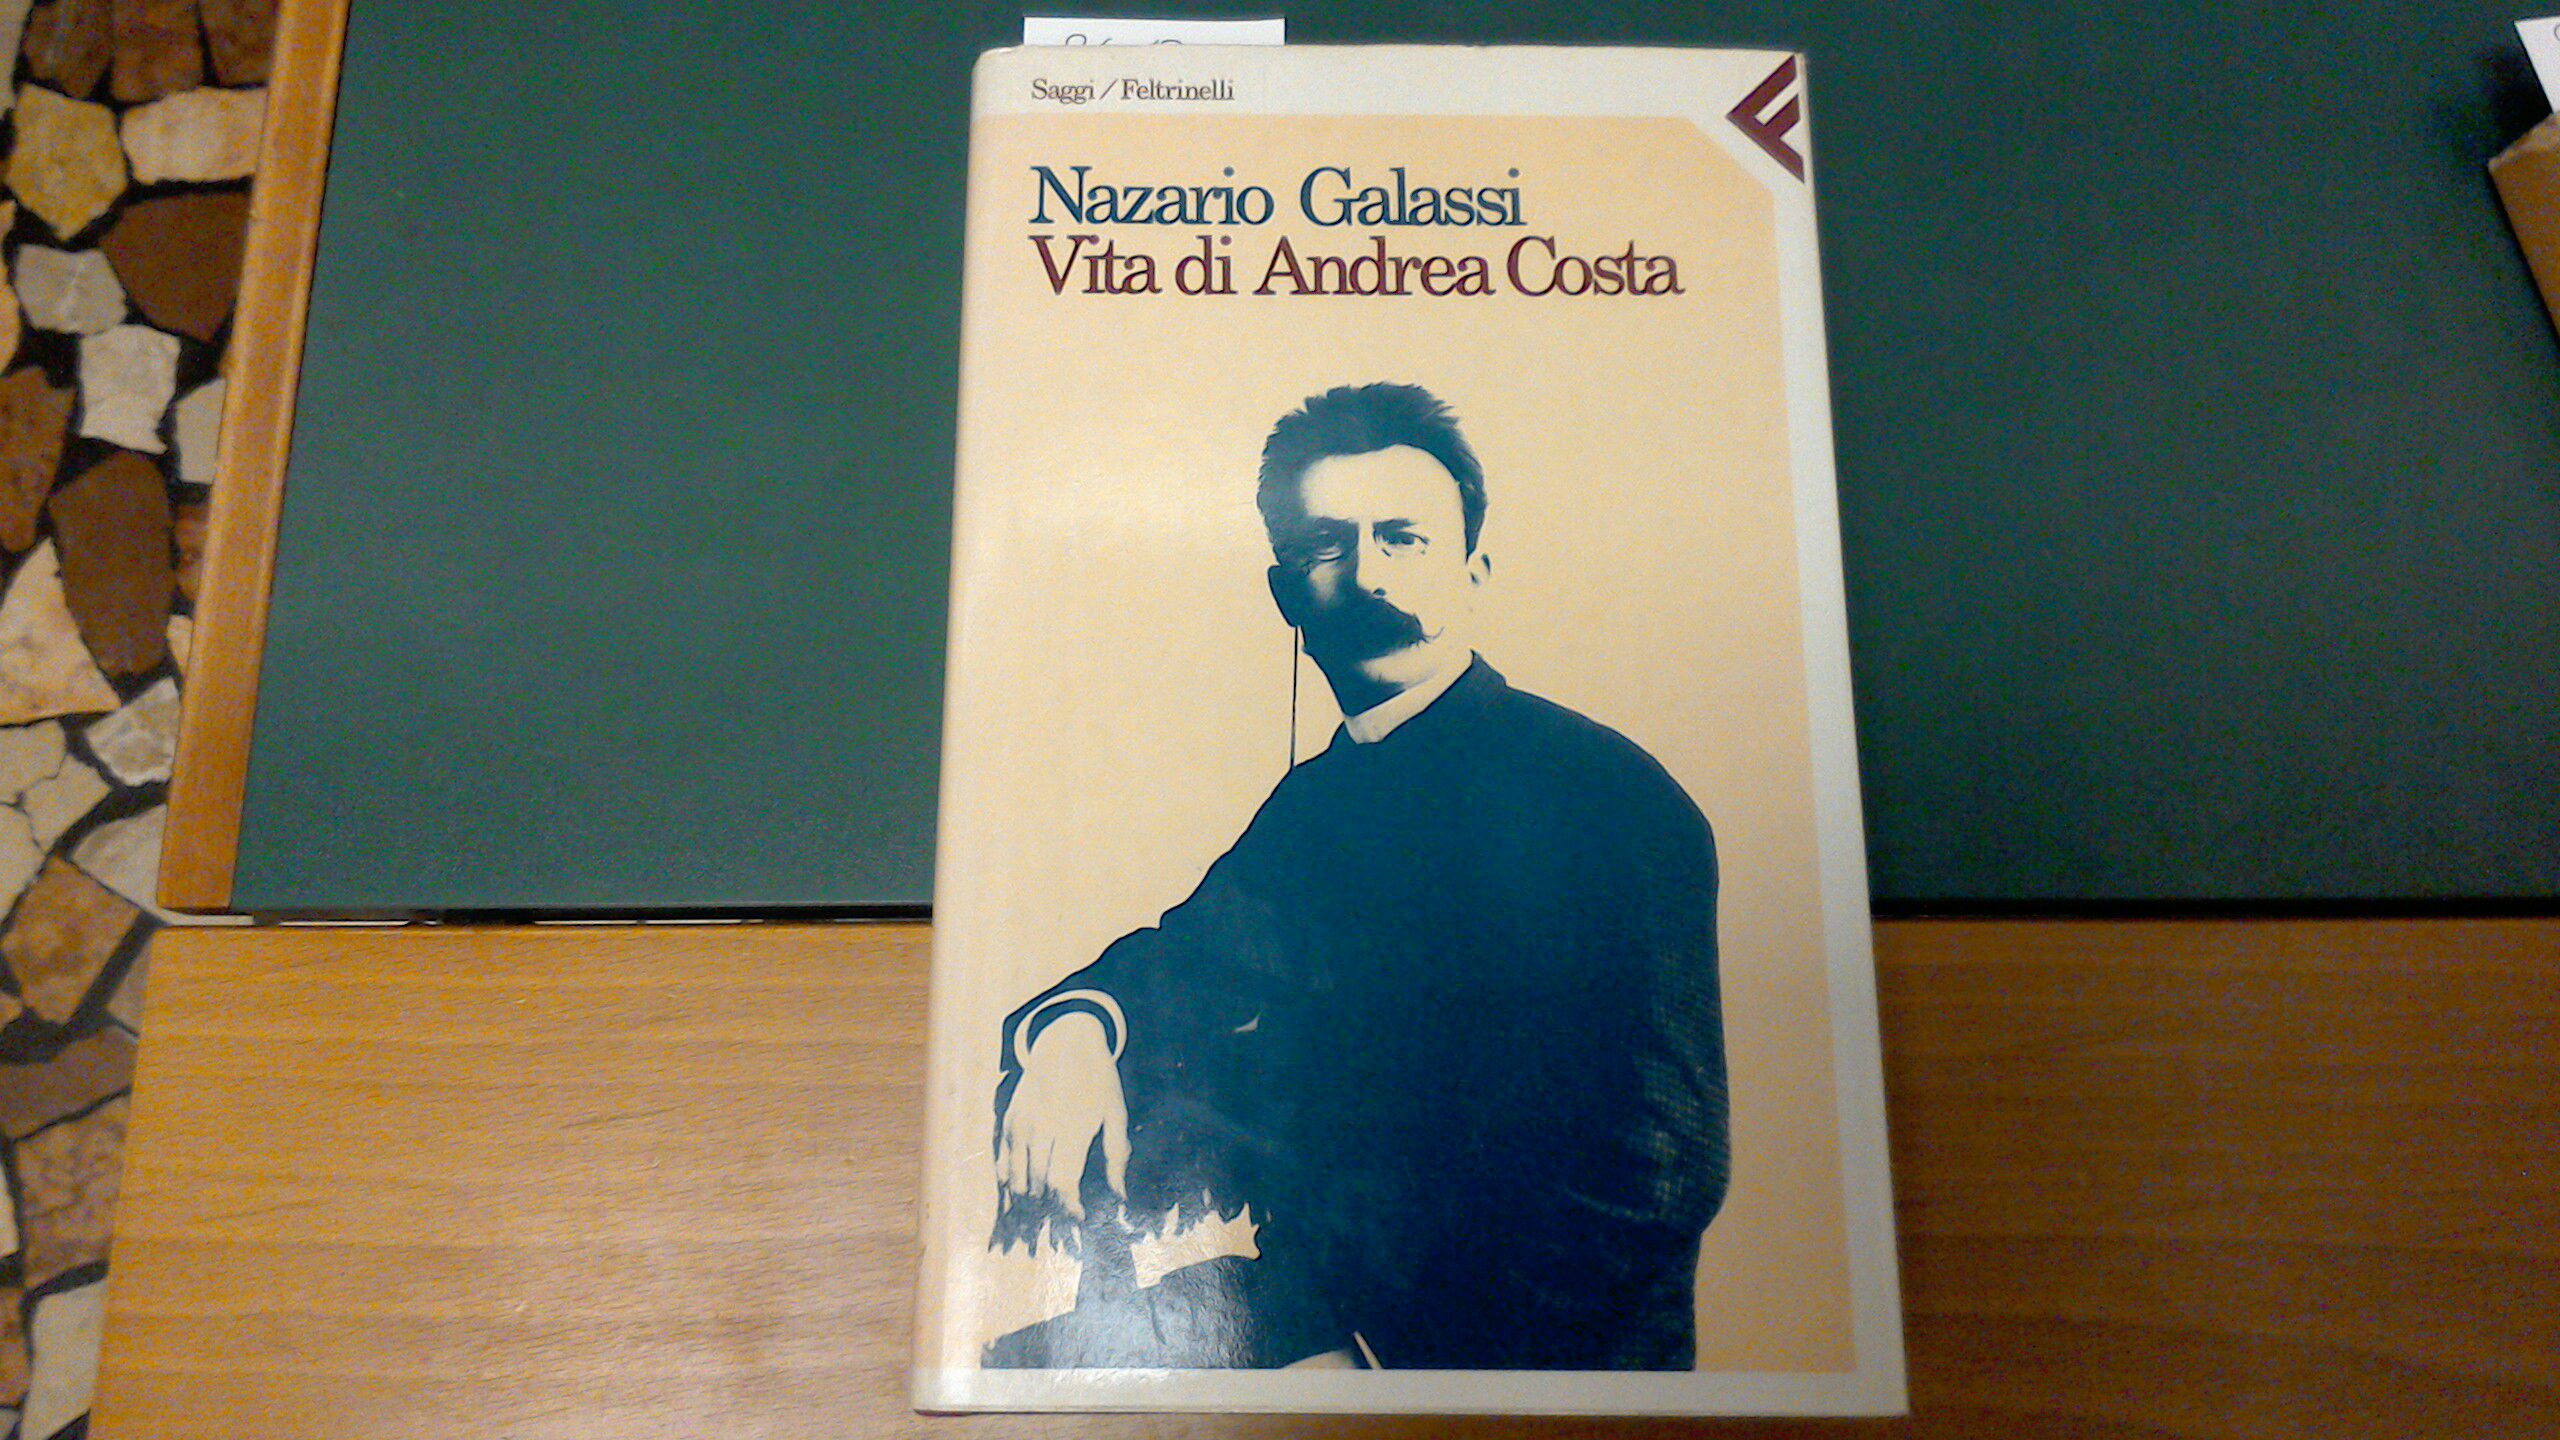 Saggi / Feltrinelli
Nazario Galassi
Vita di Andrea Costa